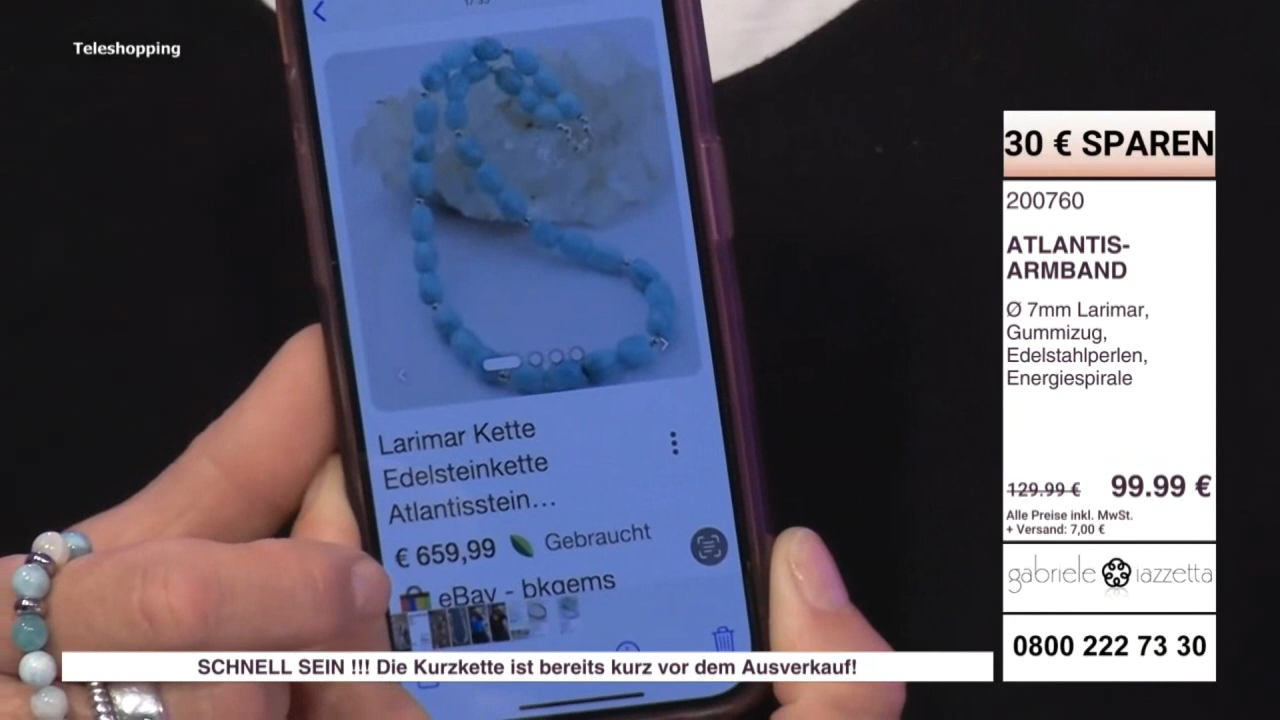 Teleshopping
Larimar Kette
Edelsteinkette
Atlantisstein...
€ 659,99 Gebraucht
eBay - bkgems
30 € SPAREN
200760
ATLANTIS-
ARMBAND
Ø 7mm Larimar,
Gummizug,
Edelstahlperlen,
Energiespirale
129.99 € 99.99 €
Alle Preise inkl. MwSt.
+ Versand: 7,00 €
gabriele iazzetta
0800 222 73 30
SCHNELL SEIN !!! Die Kurzkette ist bereits kurz vor dem Ausverkauf!